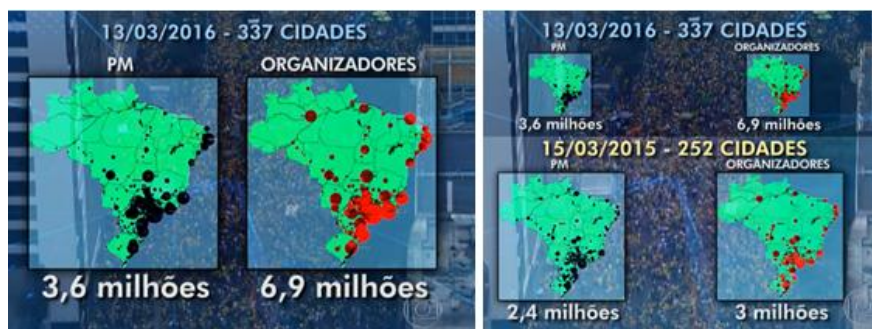 13/03/2016 - 337 CIDADES
PM ORGANIZADORES
3,6 milhões 6,9 milhões
13/03/2016 - 337 CIDADES
PM ORGANIZADORES
3,6 milhões 6,9 milhões
15/03/2015 - 252 CIDADES
PM ORGANIZADORES
2,4 milhões 3 milhões